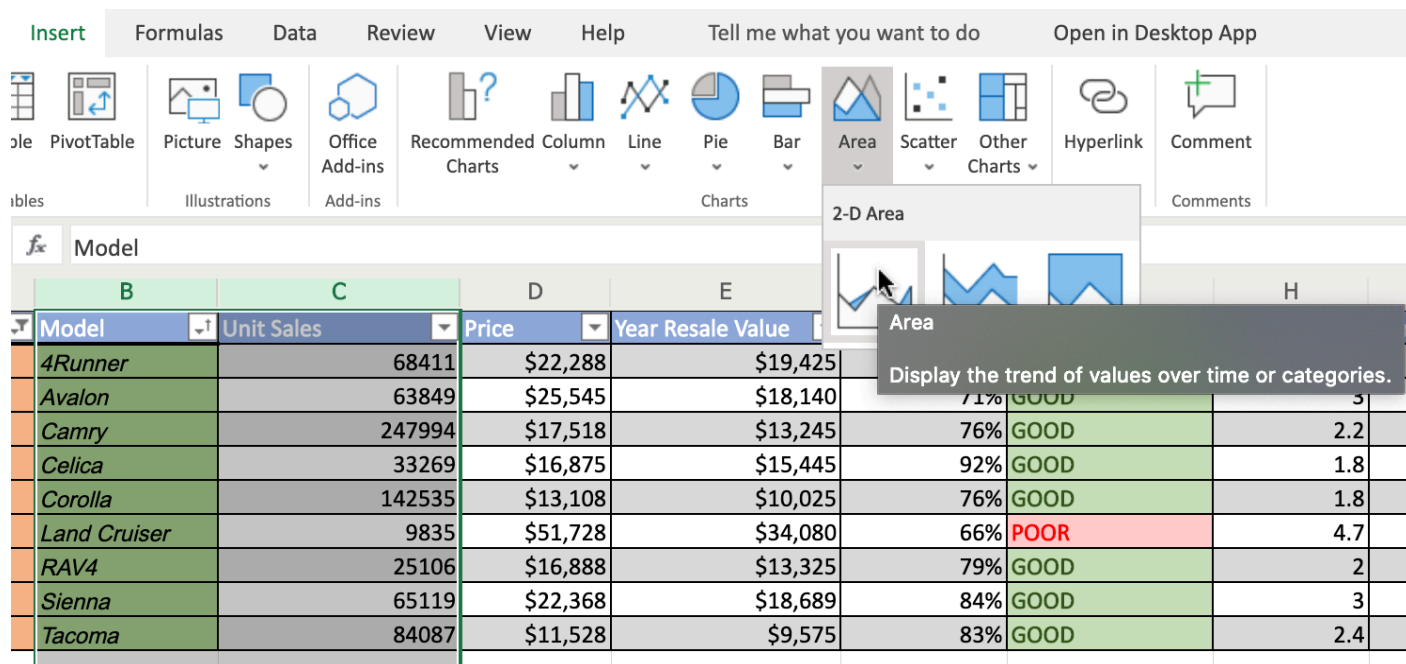 Insert Formulas Data Review View Help Tell me what you want to do Open in Desktop App
ble PivotTable Picture Shapes Office Add-ins Recommended Charts Column Line Pie Bar Area Scatter Other Charts Hyperlink Comment
ables Illustrations Add-ins Charts Comments
2-D Area
fx Model
B C D E H
Area
Display the trend of values over time or categories.
Model Unit Sales Price Year Resale Value
4Runner 68411 $22,288 $19,425
Avalon 63849 $25,545 $18,140 71% GOOD 3
Camry 247994 $17,518 $13,245 76% GOOD 2.2
Celica 33269 $16,875 $15,445 92% GOOD 1.8
Corolla 142535 $13,108 $10,025 76% GOOD 1.8
Land Cruiser 9835 $51,728 $34,080 66% POOR 4.7
RAV4 25106 $16,888 $13,325 79% GOOD 2
Sienna 65119 $22,368 $18,689 84% GOOD 3
Tacoma 84087 $11,528 $9,575 83% GOOD 2.4